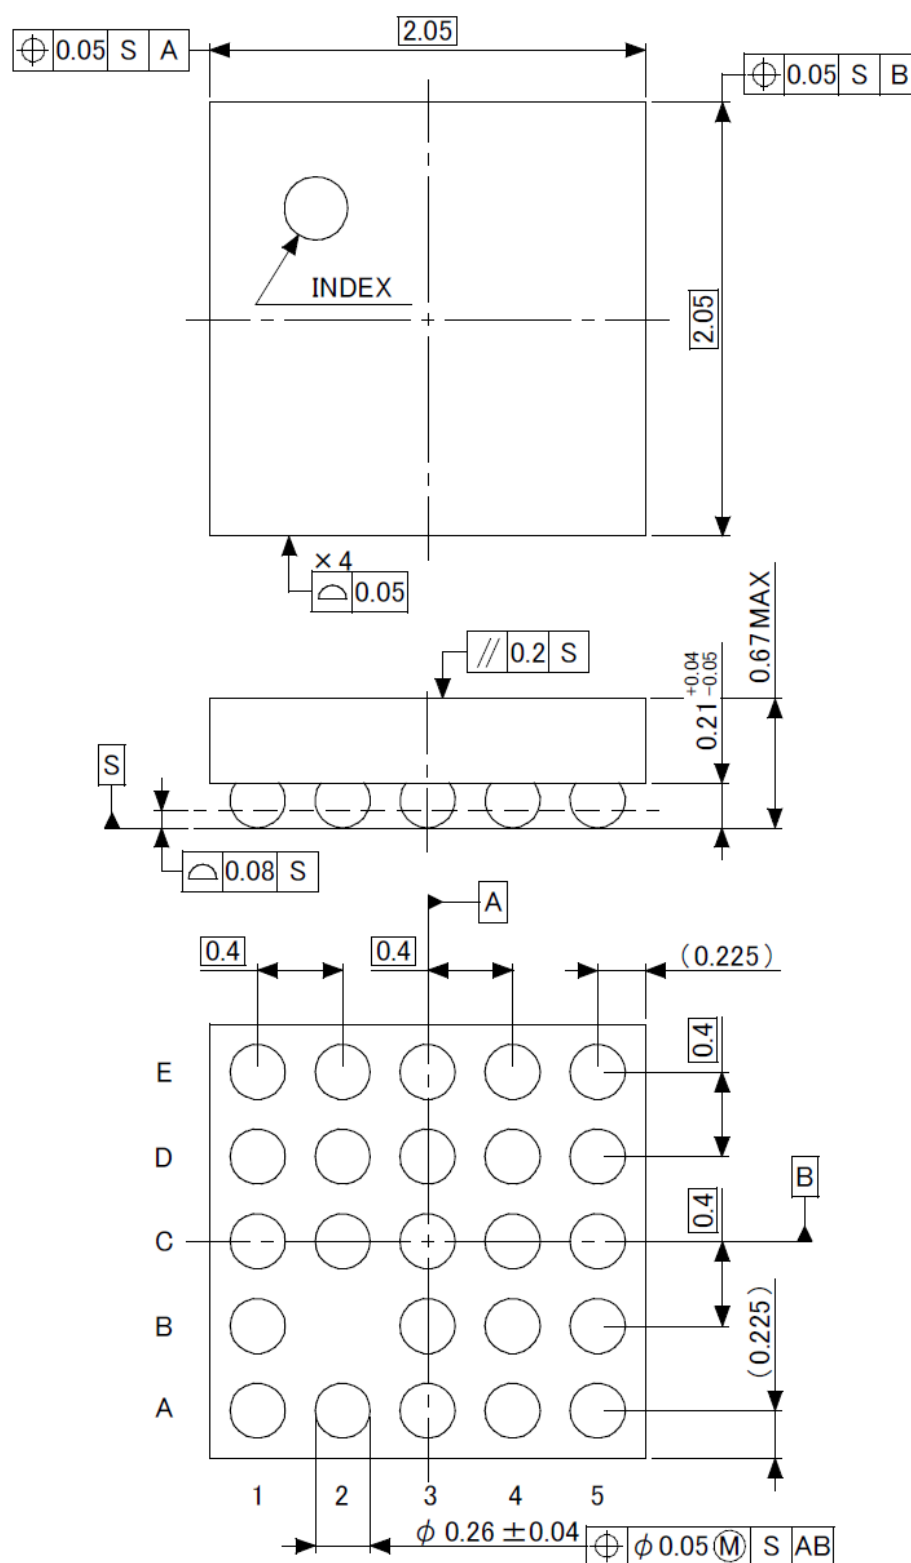 2.05
⌖ 0.05 S A
⌖ 0.05 S B
INDEX
2.05
×4
⌓ 0.05
0.67MAX
// 0.2 S
0.21 +0.04 -0.05
S
⌓ 0.08 S
A
0.4
0.4
(0.225)
0.4
E
D
B
0.4
C
B
(0.225)
A
1 2 3 4 5
φ 0.26 ±0.04
⌖ φ 0.05 Ⓜ S AB